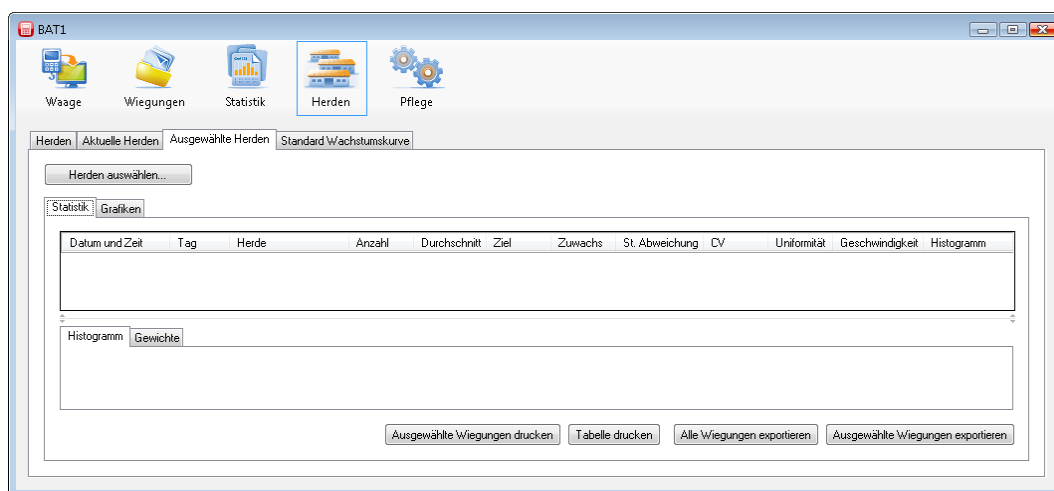 BAT1
Waage Wiegungen Statistik Herden Pflege
Herden Aktuelle Herden Ausgewählte Herden Standard Wachstumskurve
Herden auswählen...
Statistik Grafiken
Datum und Zeit Tag Herde Anzahl Durchschnitt Ziel Zuwachs St. Abweichung CV Uniformität Geschwindigkeit Histogramm
Histogramm Gewichte
Ausgewählte Wiegungen drucken Tabelle drucken Alle Wiegungen exportieren Ausgewählte Wiegungen exportieren